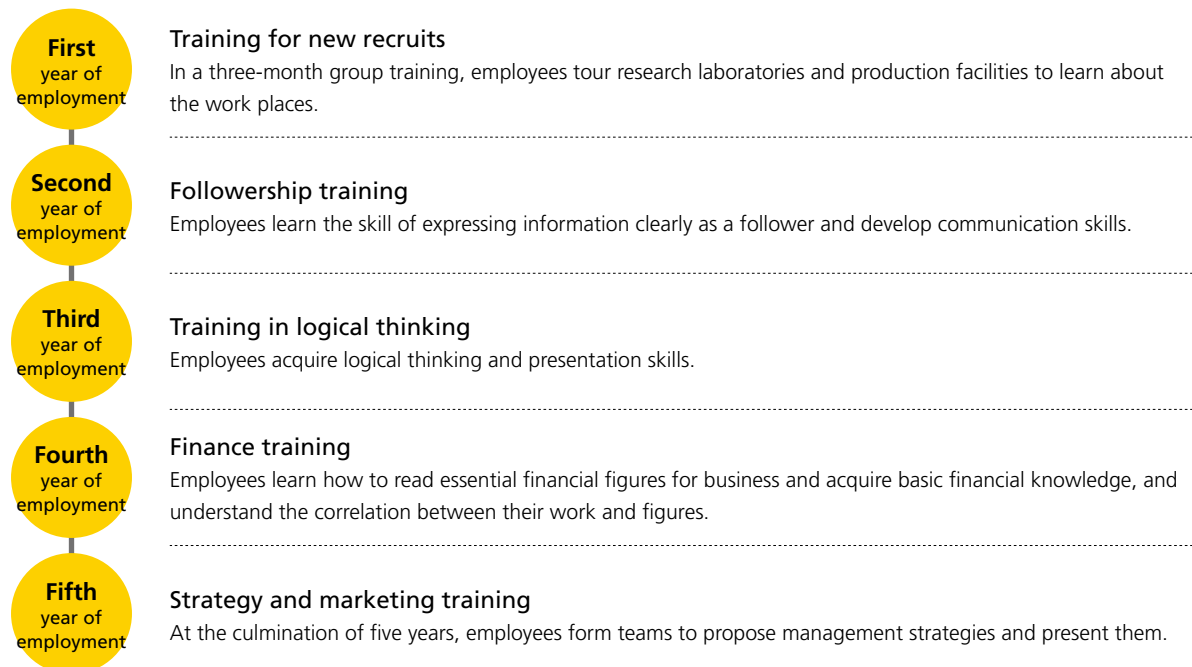 First
year of
employment
Training for new recruits
In a three-month group training, employees tour research laboratories and production facilities to learn about
the work places.
Second
year of
employment
Followership training
Employees learn the skill of expressing information clearly as a follower and develop communication skills.
Third
year of
employment
Training in logical thinking
Employees acquire logical thinking and presentation skills.
Fourth
year of
employment
Finance training
Employees learn how to read essential financial figures for business and acquire basic financial knowledge, and
understand the correlation between their work and figures.
Fifth
year of
employment
Strategy and marketing training
At the culmination of five years, employees form teams to propose management strategies and present them.